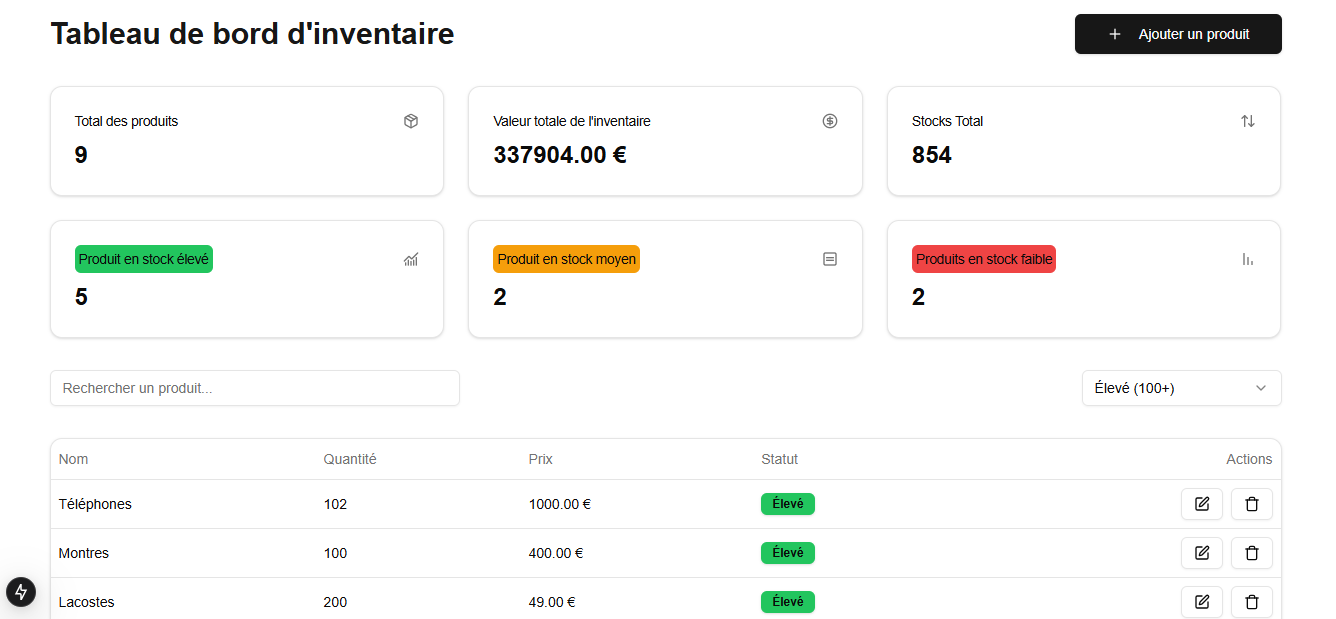 Tableau de bord d'inventaire
Ajouter un produit
Total des produits
9
Valeur totale de l'inventaire
337904.00 €
Stocks Total
854
Produit en stock élevé
5
Produit en stock moyen
2
Produits en stock faible
2
Rechercher un produit...
Élevé (100+)
Nom Quantité Prix Statut Actions
Téléphones 102 1000.00 € Élevé
Montres 100 400.00 € Élevé
Lacostes 200 49.00 € Élevé